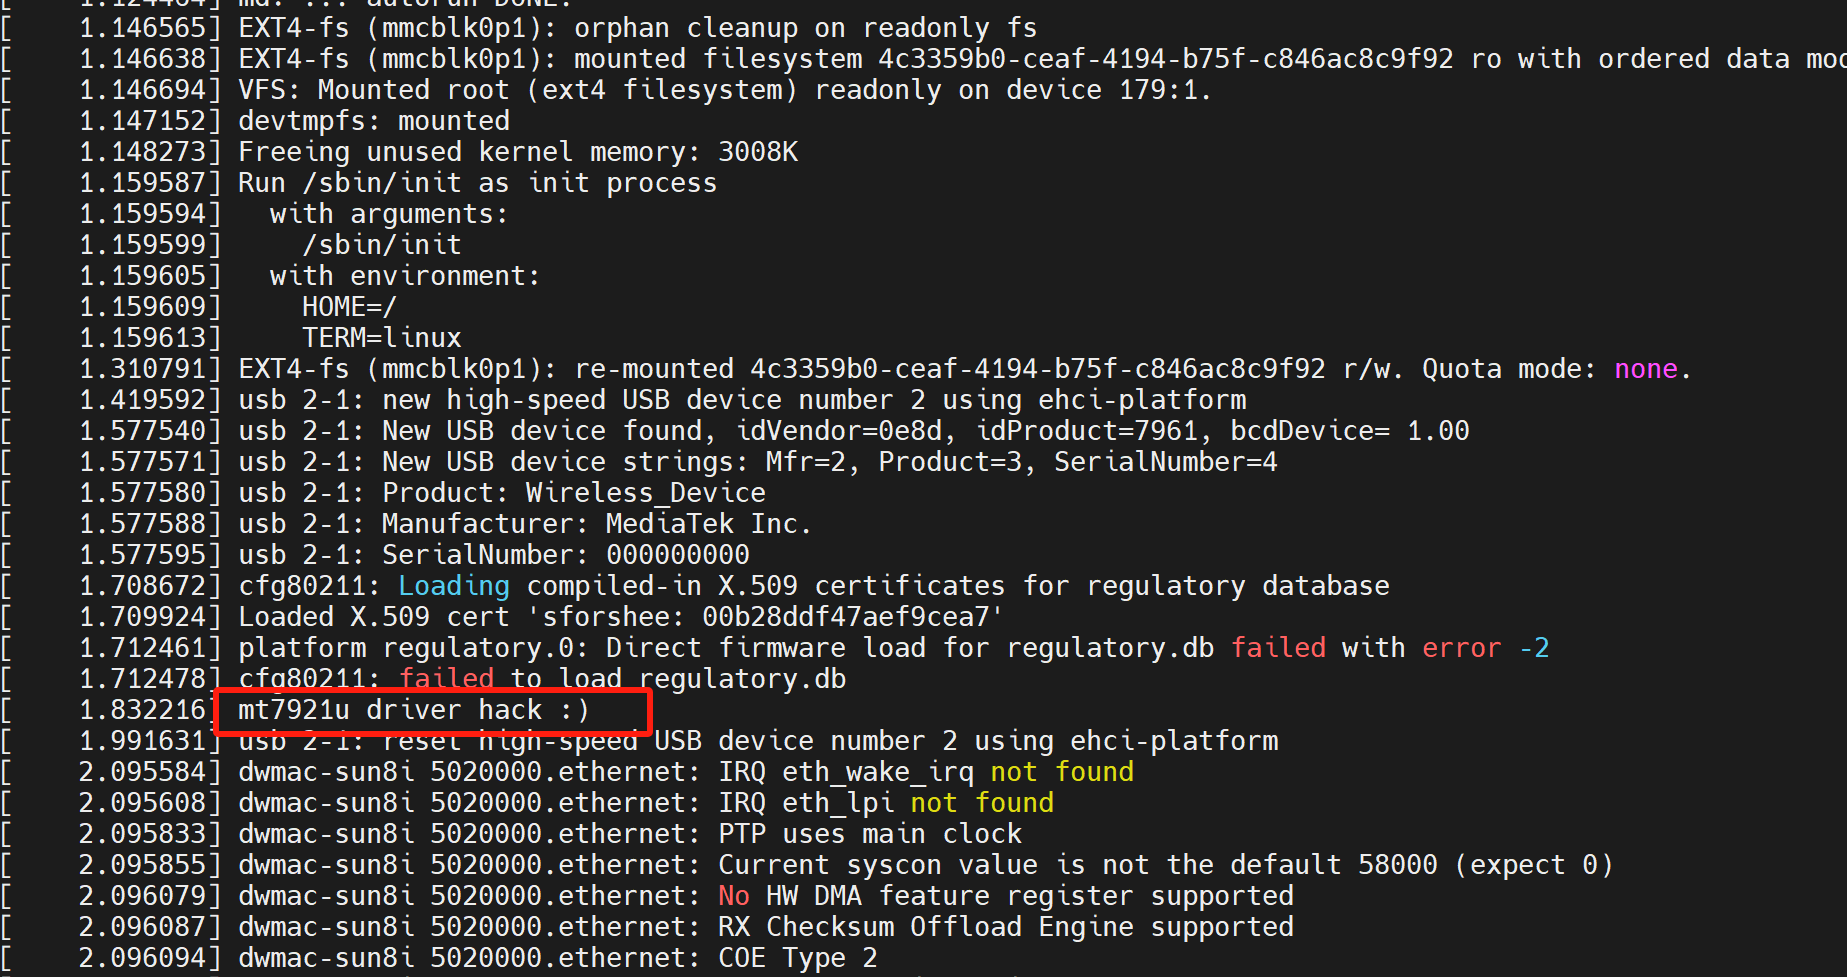 [    1.124464] md: ... autorun DONE.
[    1.146565] EXT4-fs (mmcblk0p1): orphan cleanup on readonly fs
[    1.146638] EXT4-fs (mmcblk0p1): mounted filesystem 4c3359b0-ceaf-4194-b75f-c846ac8c9f92 ro with ordered data
[    1.146694] VFS: Mounted root (ext4 filesystem) readonly on device 179:1.
[    1.147152] devtmpfs: mounted
[    1.148273] Freeing unused kernel memory: 3008K
[    1.159587] Run /sbin/init as init process
[    1.159594]   with arguments:
[    1.159599]     /sbin/init
[    1.159605]   with environment:
[    1.159609]     HOME=/
[    1.159613]     TERM=linux
[    1.310791] EXT4-fs (mmcblk0p1): re-mounted 4c3359b0-ceaf-4194-b75f-c846ac8c9f92 r/w. Quota mode: none.
[    1.419592] usb 2-1: new high-speed USB device number 2 using ehci-platform
[    1.577540] usb 2-1: New USB device found, idVendor=0e8d, idProduct=7961, bcdDevice= 1.00
[    1.577571] usb 2-1: New USB device strings: Mfr=2, Product=3, SerialNumber=4
[    1.577580] usb 2-1: Product: Wireless_Device
[    1.577588] usb 2-1: Manufacturer: MediaTek Inc.
[    1.577595] usb 2-1: SerialNumber: 000000000
[    1.708672] cfg80211: Loading compiled-in X.509 certificates for regulatory database
[    1.709924] Loaded X.509 cert 'sforshee: 00b28ddf47aef9cea7'
[    1.712461] platform regulatory.0: Direct firmware load for regulatory.db failed with error -2
[    1.712478] cfg80211: failed to load regulatory.db
[    1.832216] mt7921u driver hack :)
[    1.991631] usb 2-1: reset high-speed USB device number 2 using ehci-platform
[    2.095584] dwmac-sun8i 5020000.ethernet: IRQ eth_wake_irq not found
[    2.095608] dwmac-sun8i 5020000.ethernet: IRQ eth_lpi not found
[    2.095833] dwmac-sun8i 5020000.ethernet: PTP uses main clock
[    2.095855] dwmac-sun8i 5020000.ethernet: Current syscon value is not the default 58000 (expect 0)
[    2.096079] dwmac-sun8i 5020000.ethernet: No HW DMA feature register supported
[    2.096087] dwmac-sun8i 5020000.ethernet: RX Checksum Offload Engine supported
[    2.096094] dwmac-sun8i 5020000.ethernet: COE Type 2